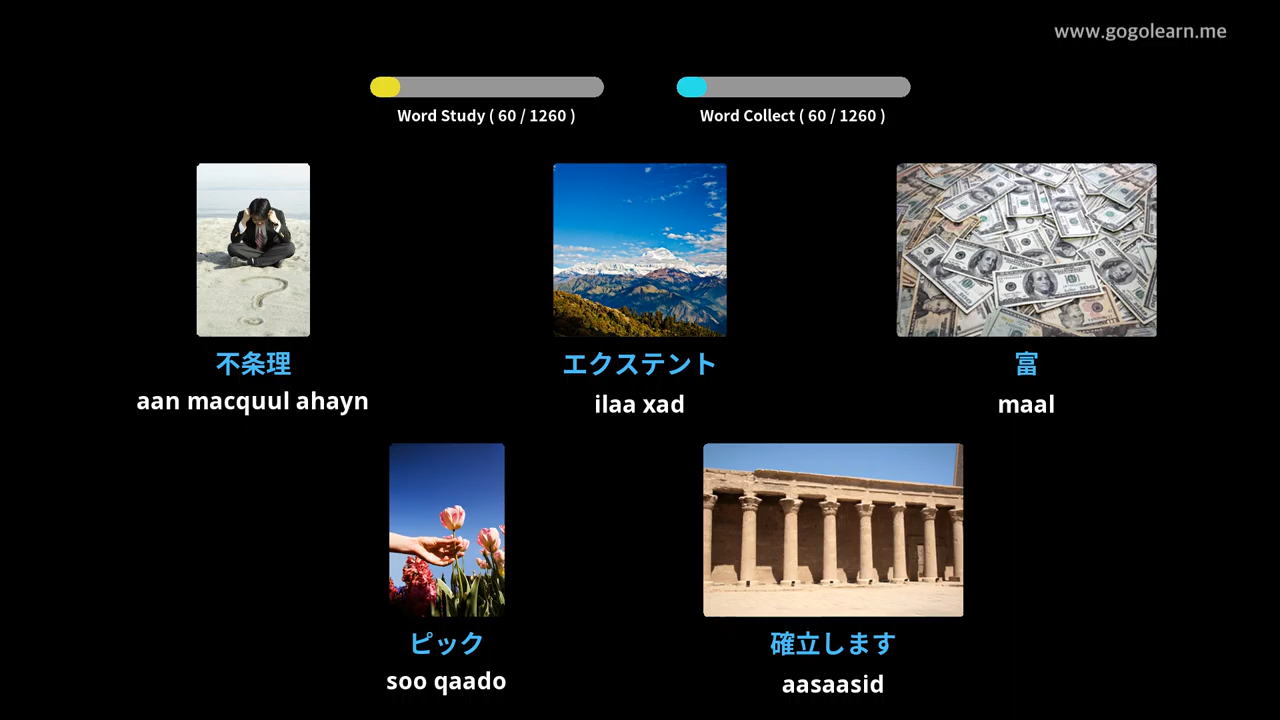 www.gogolearn.me
Word Study ( 60 / 1260 )
Word Collect ( 60 / 1260 )
不条理
aan macquul ahayn
エクステント
ilaa xad
富
maal
ピック
soo qaado
確立します
aasaasid